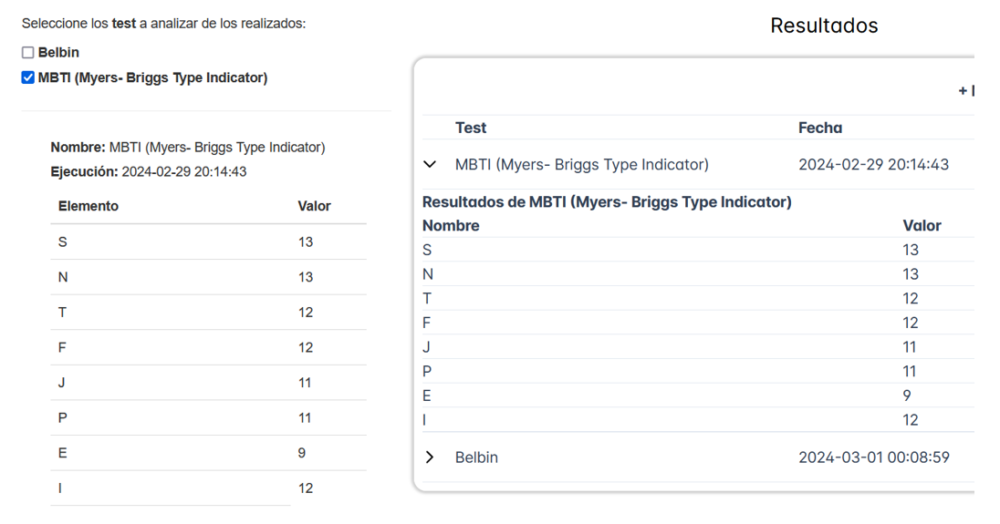 Seleccione los test a analizar de los realizados:
Belbin
MBTI (Myers- Briggs Type Indicator)
Nombre: MBTI (Myers- Briggs Type Indicator)
Ejecución: 2024-02-29 20:14:43
Elemento Valor
S 13
N 13
T 12
F 12
J 11
P 11
E 9
I 12
Resultados
+
Test Fecha
MBTI (Myers- Briggs Type Indicator) 2024-02-29 20:14:43
Resultados de MBTI (Myers- Briggs Type Indicator)
Nombre Valor
S 13
N 13
T 12
F 12
J 11
P 11
E 9
I 12
Belbin 2024-03-01 00:08:59